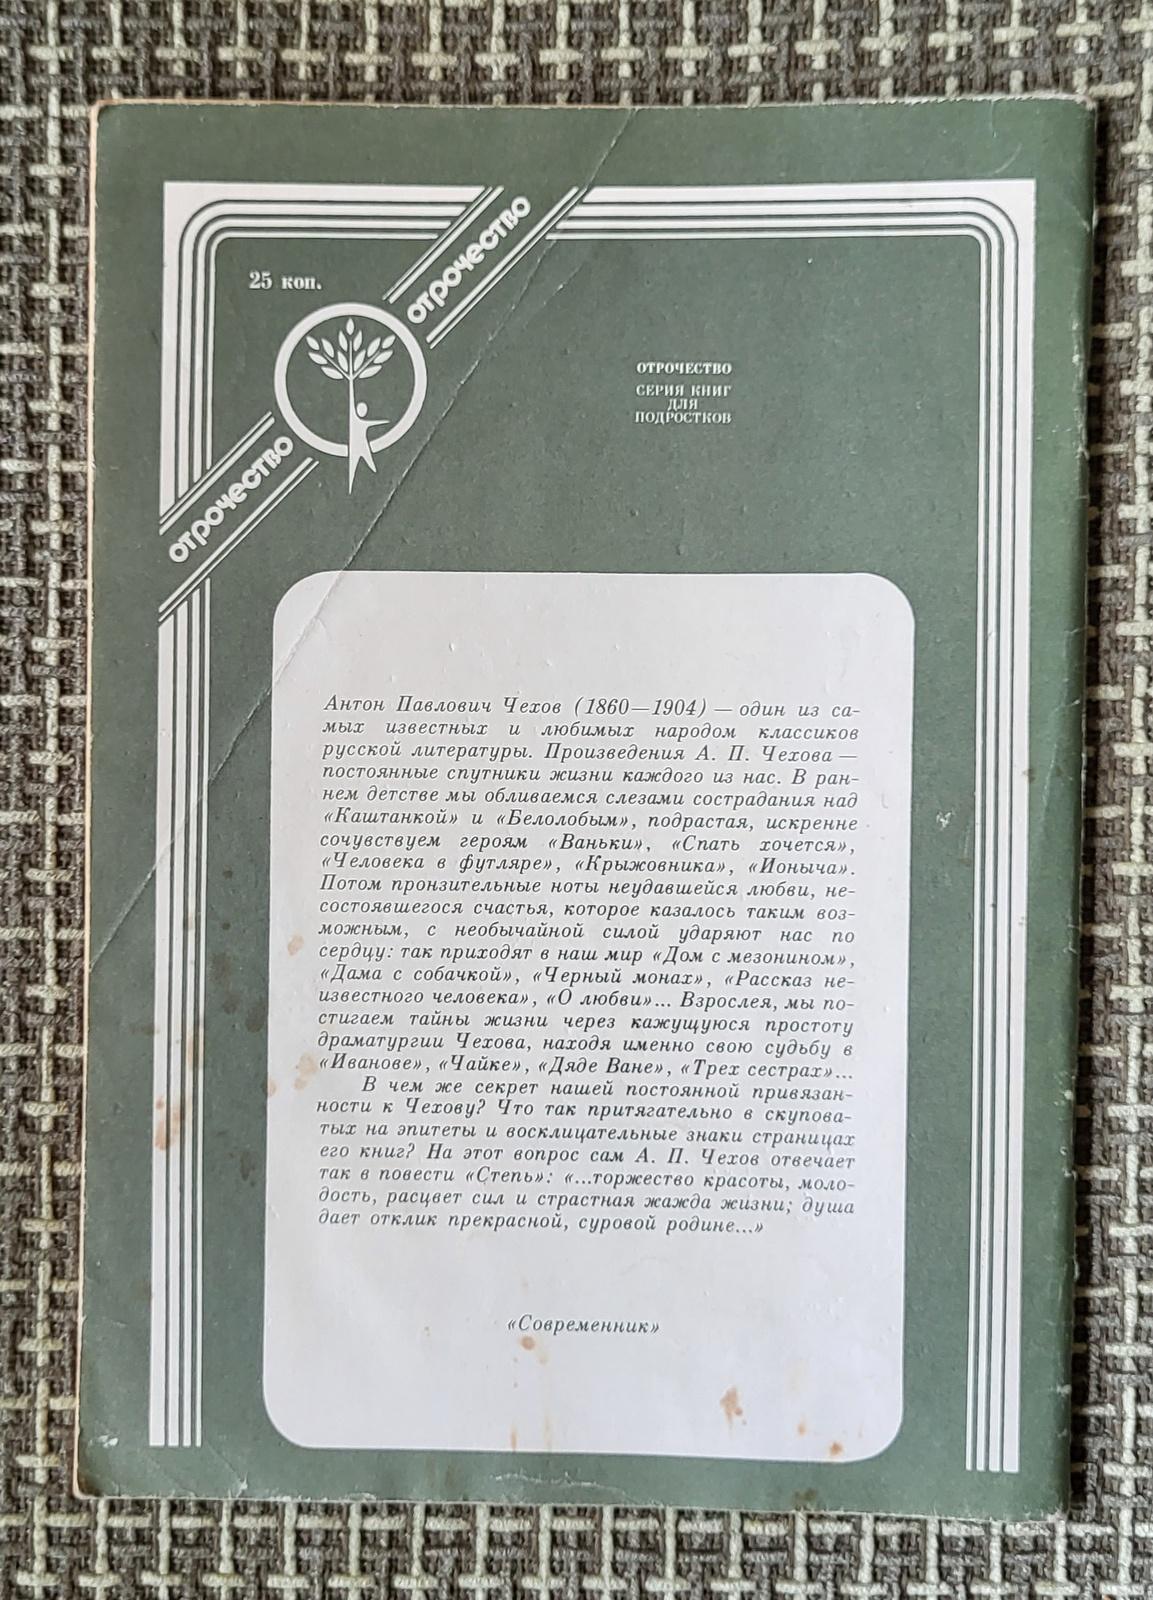 25 коп.
отрочество
отрочество
ОТРОЧЕСТВО
СЕРИЯ КНИГ
ДЛЯ
ПОДРОСТКОВ
Антон Павлович Чехов (1860—1904) — один из са-
мых известных и любимых народом классиков
русской литературы. Произведения А. П. Чехова —
постоянные спутники жизни каждого из нас. В ран-
нем детстве мы обливаемся слезами сострадания над
«Каштанкой» и «Белолобым», подрастая, искренне
сочувствуем героям «Ваньки», «Спать хочется»,
«Человека в футляре», «Крыжовника», «Ионыча».
Потом пронзительные ноты неудавшейся любви, не-
состоявшегося счастья, которое казалось таким воз-
можным, с необычайной силой ударяют нас по
сердцу: так приходят в наш мир «Дом с мезонином»,
«Дама с собачкой», «Черный монах», «Рассказ не-
известного человека», «О любви»... Взрослея, мы по-
стигаем тайны жизни через кажущуюся простоту
драматургии Чехова, находя именно свою судьбу в
«Иванове», «Чайке», «Дяде Ване», «Трех сестрах»...
В чем же секрет нашей постоянной привязан-
ности к Чехову? Что так притягательно в скупова-
тых на эпитеты и восклицательные знаки страницах
его книг? На этот вопрос сам А. П. Чехов отвечает
так в повести «Степь»: «...торжество красоты, моло-
дость, расцвет сил и страстная жажда жизни; душа
дает отклик прекрасной, суровой родине...»
«Современник»